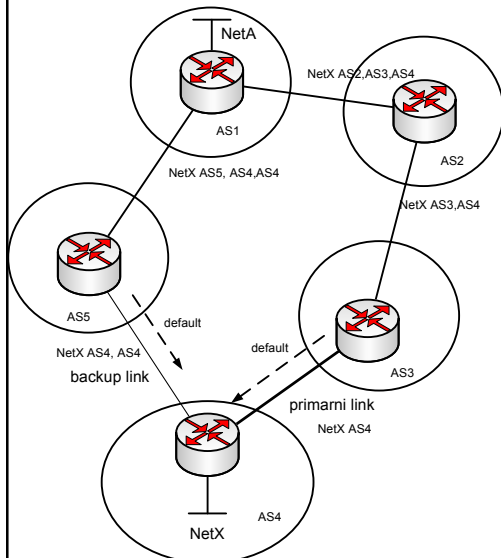 NetA
NetX AS2,AS3,AS4
AS1
AS2
NetX AS5, AS4,AS4
NetX AS3,AS4
AS5
default
NetX AS4, AS4
default
backup link
AS3
primarni link
NetX AS4
AS4
NetX